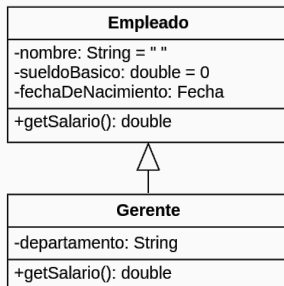 Empleado
-nombre: String = " "
-sueldoBasico: double = 0
-fechaDeNacimiento: Fecha
+getSalario(): double
Gerente
-departamento: String
+getSalario(): double